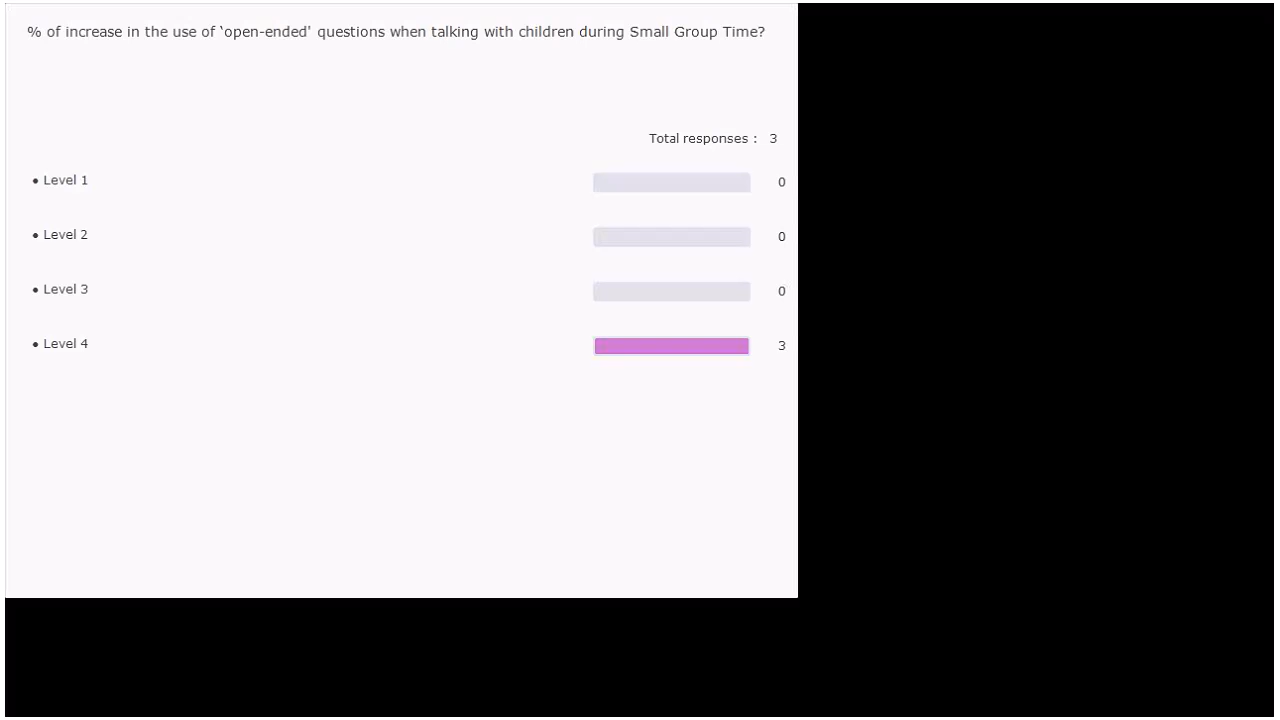 % of increase in the use of ‘open-ended' questions when talking with children during Small Group Time?
Total responses : 3
• Level 1 0
• Level 2 0
• Level 3 0
• Level 4 3